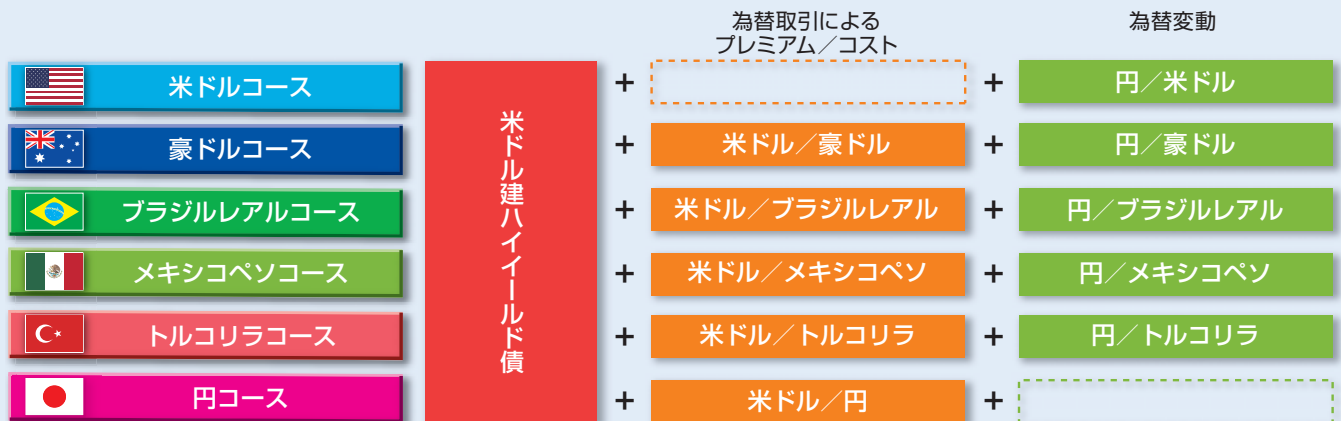 為替取引による
プレミアム／コスト
為替変動
米ドルコース
＋
＋
円／米ドル
豪ドルコース
＋
米ドル／豪ドル
＋
円／豪ドル
ブラジルレアルコース
＋
米ドル／ブラジルレアル
＋
円／ブラジルレアル
メキシコペソコース
＋
米ドル／メキシコペソ
＋
円／メキシコペソ
トルコリラコース
＋
米ドル／トルコリラ
＋
円／トルコリラ
円コース
＋
米ドル／円
＋
米ドル建ハイイールド債